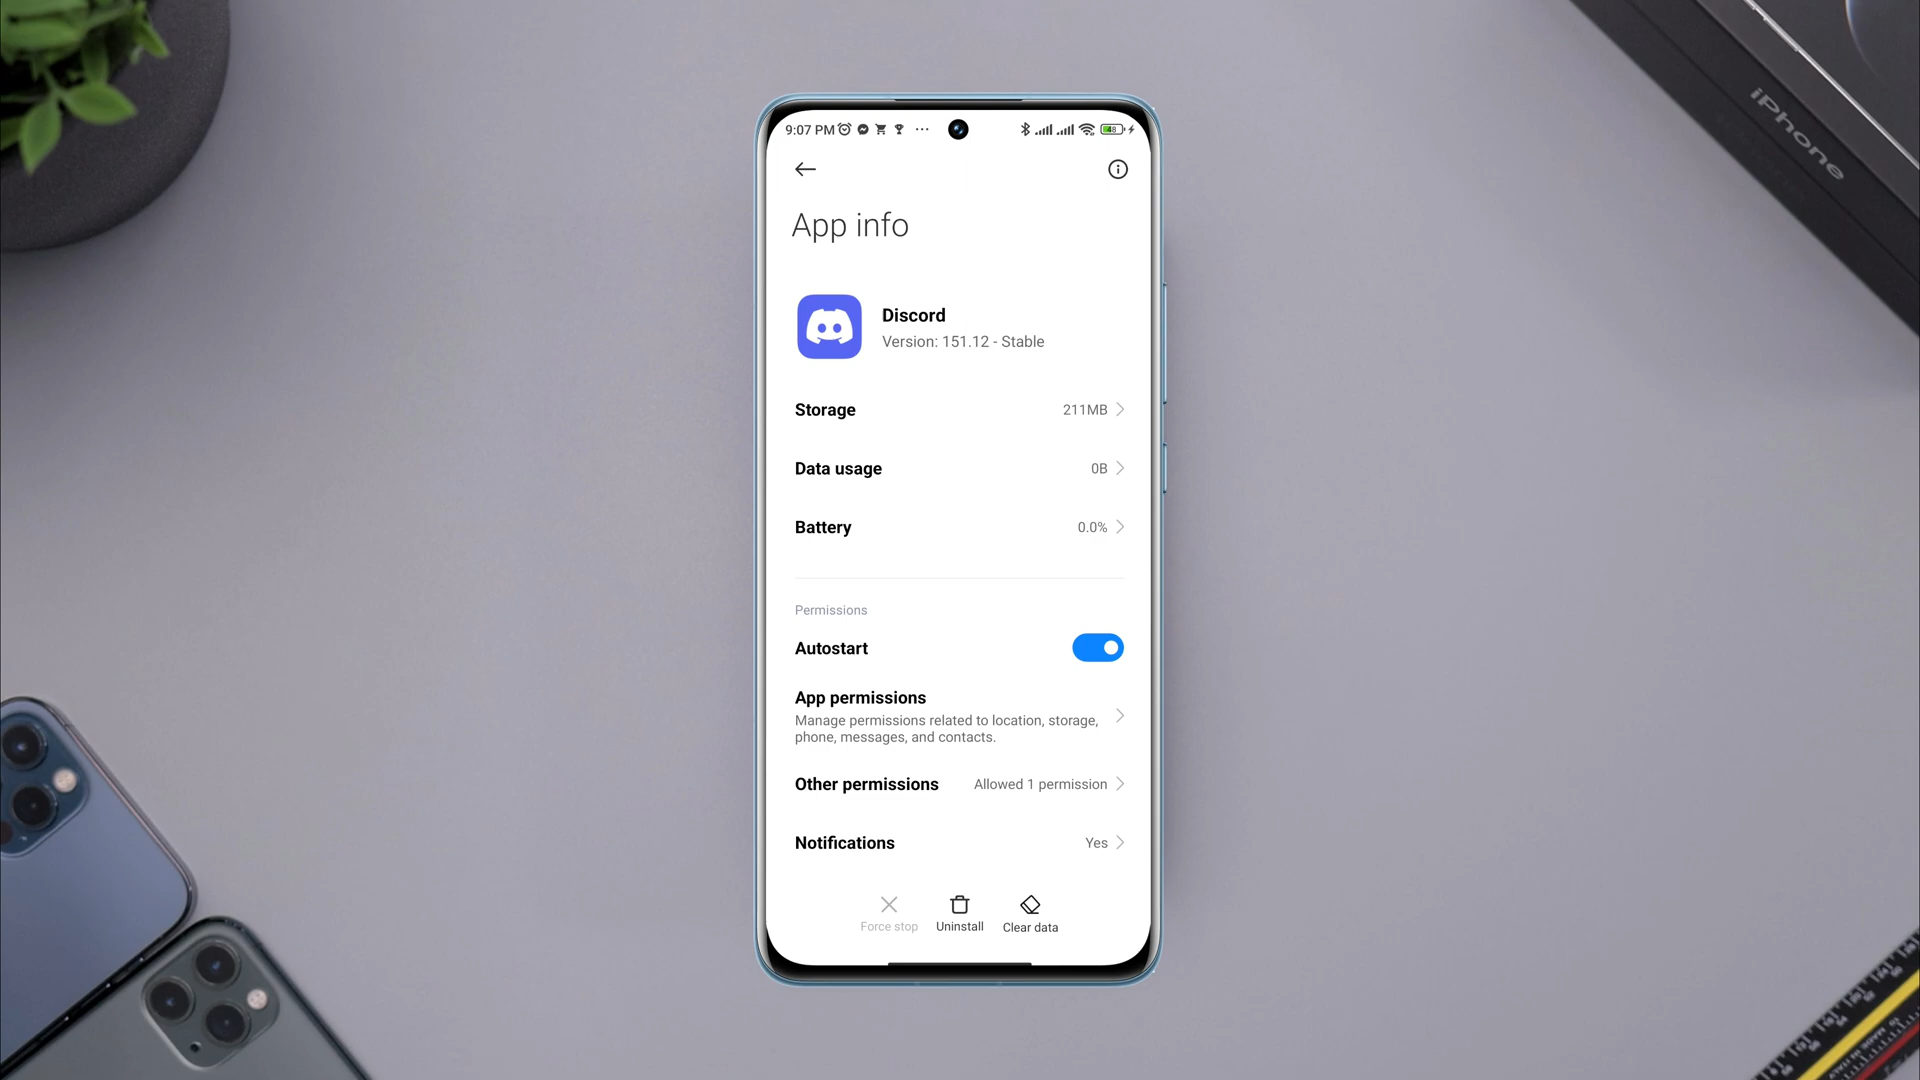 9:07 PM
48
App info
Discord
Version: 151.12 - Stable
Storage 211MB
Data usage 0B
Battery 0.0%
Permissions
Autostart
App permissions
Manage permissions related to location, storage,
phone, messages, and contacts.
Other permissions Allowed 1 permission
Notifications Yes
Force stop Uninstall Clear data
iPhone